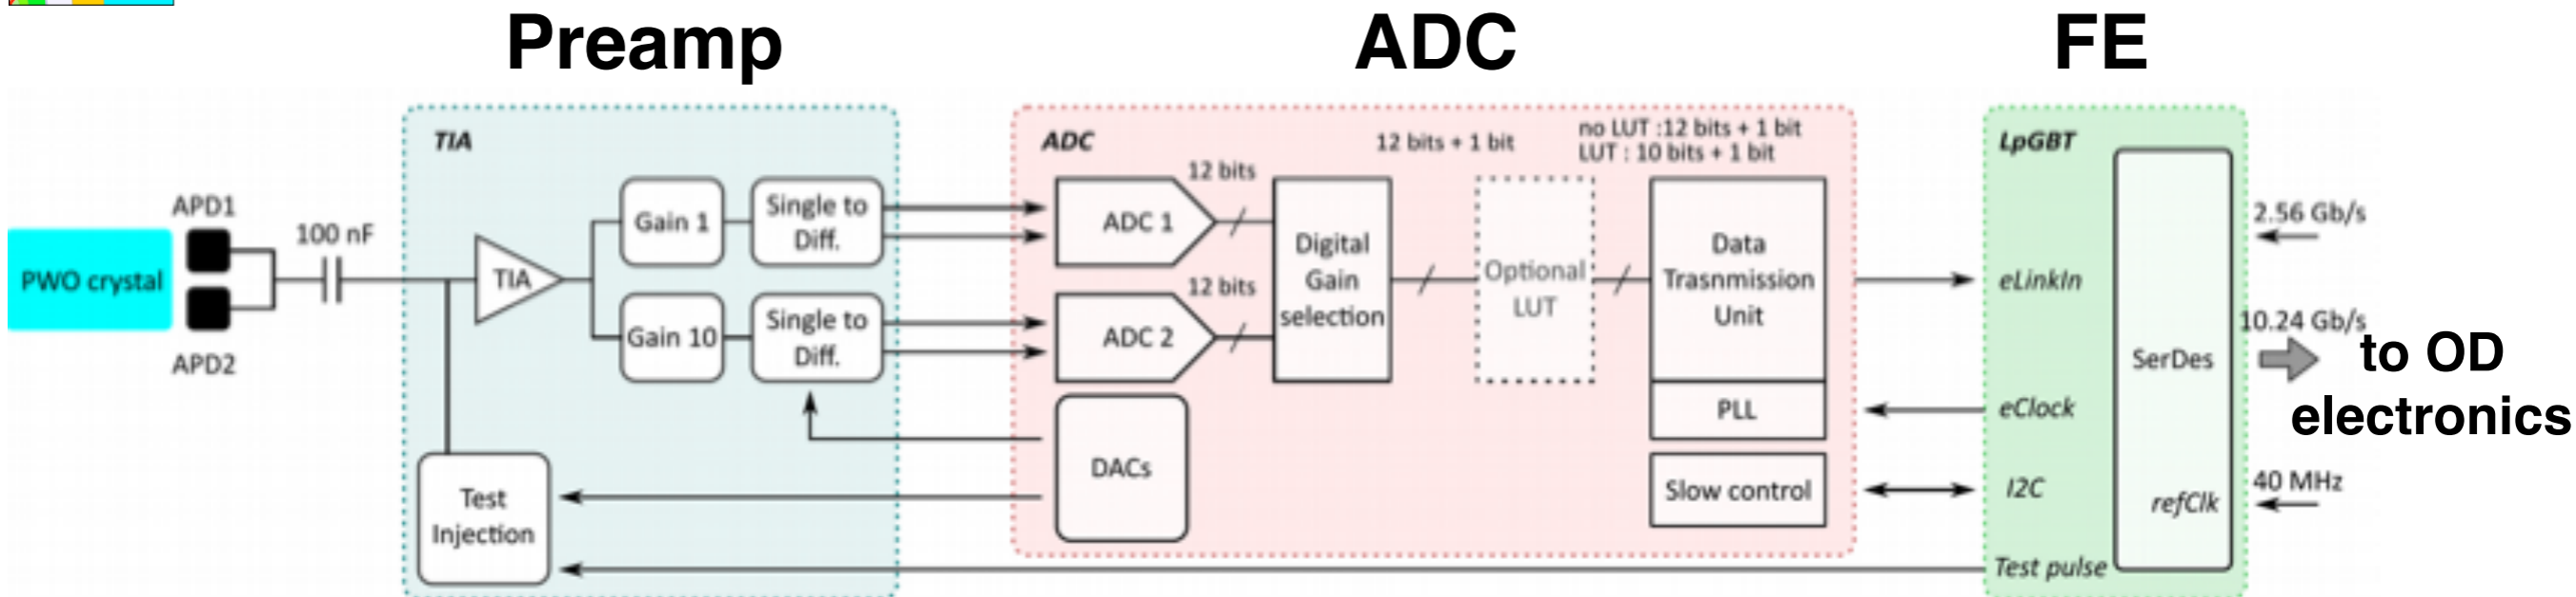 Preamp
ADC
FE
TIA
ADC
12 bits + 1 bit
no LUT :12 bits + 1 bit
LUT : 10 bits + 1 bit
LpGBT
PWO crystal
APD1
APD2
100 nF
TIA
Gain 1
Single to
Diff.
Gain 10
Single to
Diff.
Test
Injection
12 bits
ADC 1
12 bits
ADC 2
DACs
Digital
Gain
selection
Optional
LUT
Data
Trasnmission
Unit
PLL
Slow control
eLinkIn
eClock
I2C
Test pulse
SerDes
refClk
2.56 Gb/s
10.24 Gb/s
to OD
electronics
40 MHz